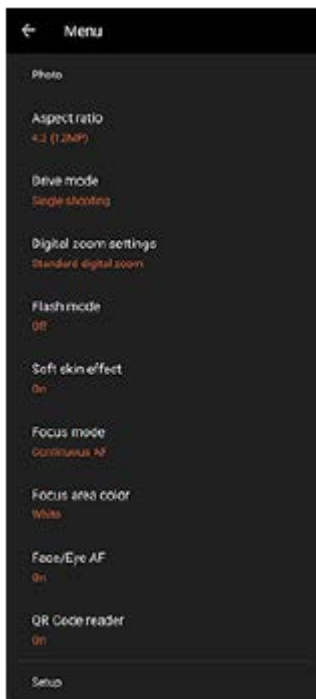 Menu
Photo
Aspect ratio
(12MP)
Drive mode
Single shooting
Digital zoom settings
Standard digital zoom
Flash mode
Off
Soft skin effect
On
Focus mode
Continuous AF
Focus area color
White
Face/Eye AF
On
QR Code reader
On
Setup